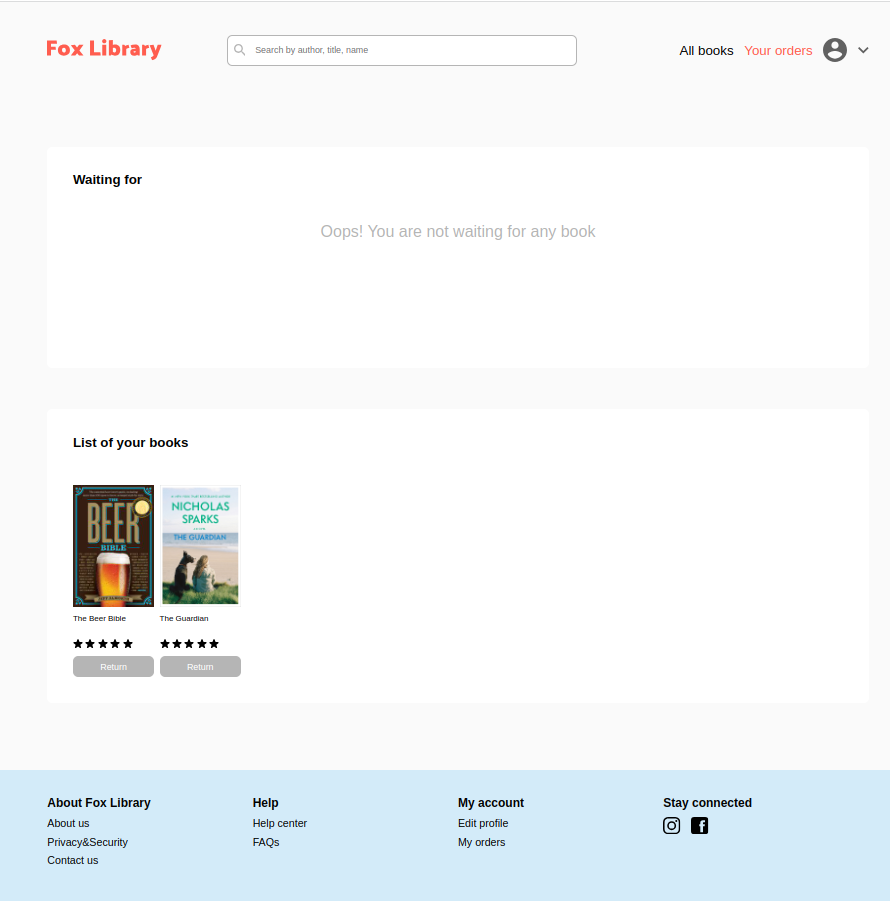 Fox Library
Search by author, title, name
All books
Your orders
Waiting for
Oops! You are not waiting for any book
List of your books
THE
BEER
BIBLE
NICHOLAS
SPARKS
THE GUARDIAN
The Beer Bible
The Guardian
Return
Return
About Fox Library
About us
Privacy&Security
Contact us
Help
Help center
FAQs
My account
Edit profile
My orders
Stay connected